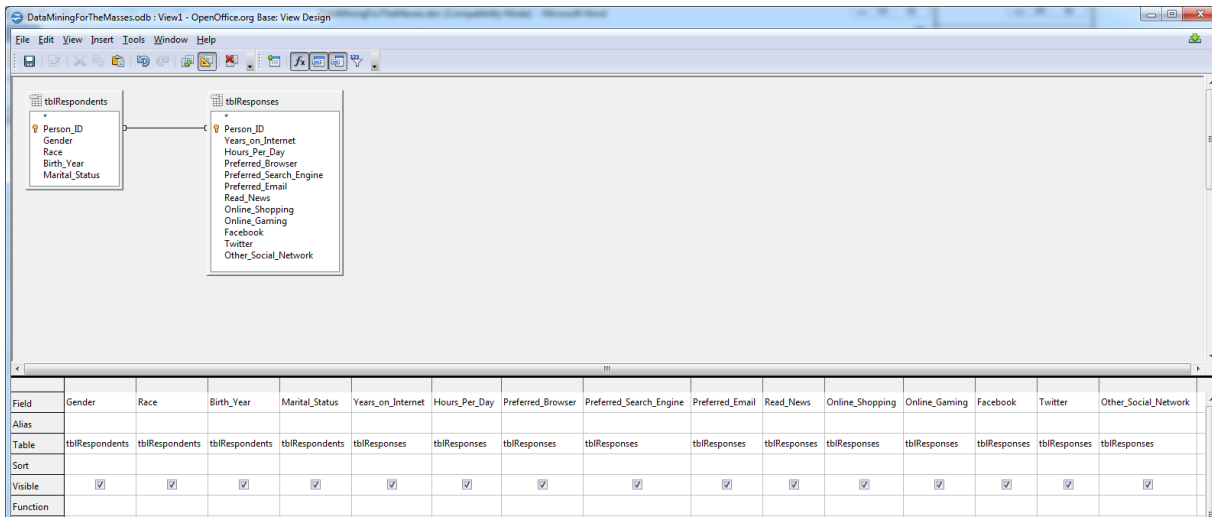 DataMiningForTheMasses.odb : View1 - OpenOffice.org Base: View Design
File Edit View Insert Tools Window Help
tblRespondents
*
Person_ID
Gender
Race
Birth_Year
Marital_Status
tblResponses
*
Person_ID
Years_on_Internet
Hours_Per_Day
Preferred_Browser
Preferred_Search_Engine
Preferred_Email
Read_News
Online_Shopping
Online_Gaming
Facebook
Twitter
Other_Social_Network
Field Gender Race Birth_Year Marital_Status Years_on_Internet Hours_Per_Day Preferred_Browser Preferred_Search_Engine Preferred_Email Read_News Online_Shopping Online_Gaming Facebook Twitter Other_Social_Network
Alias
Table tblRespondents tblRespondents tblRespondents tblRespondents tblResponses tblResponses tblResponses tblResponses tblResponses tblResponses tblResponses tblResponses tblResponses tblResponses tblResponses
Sort
Visible
Function